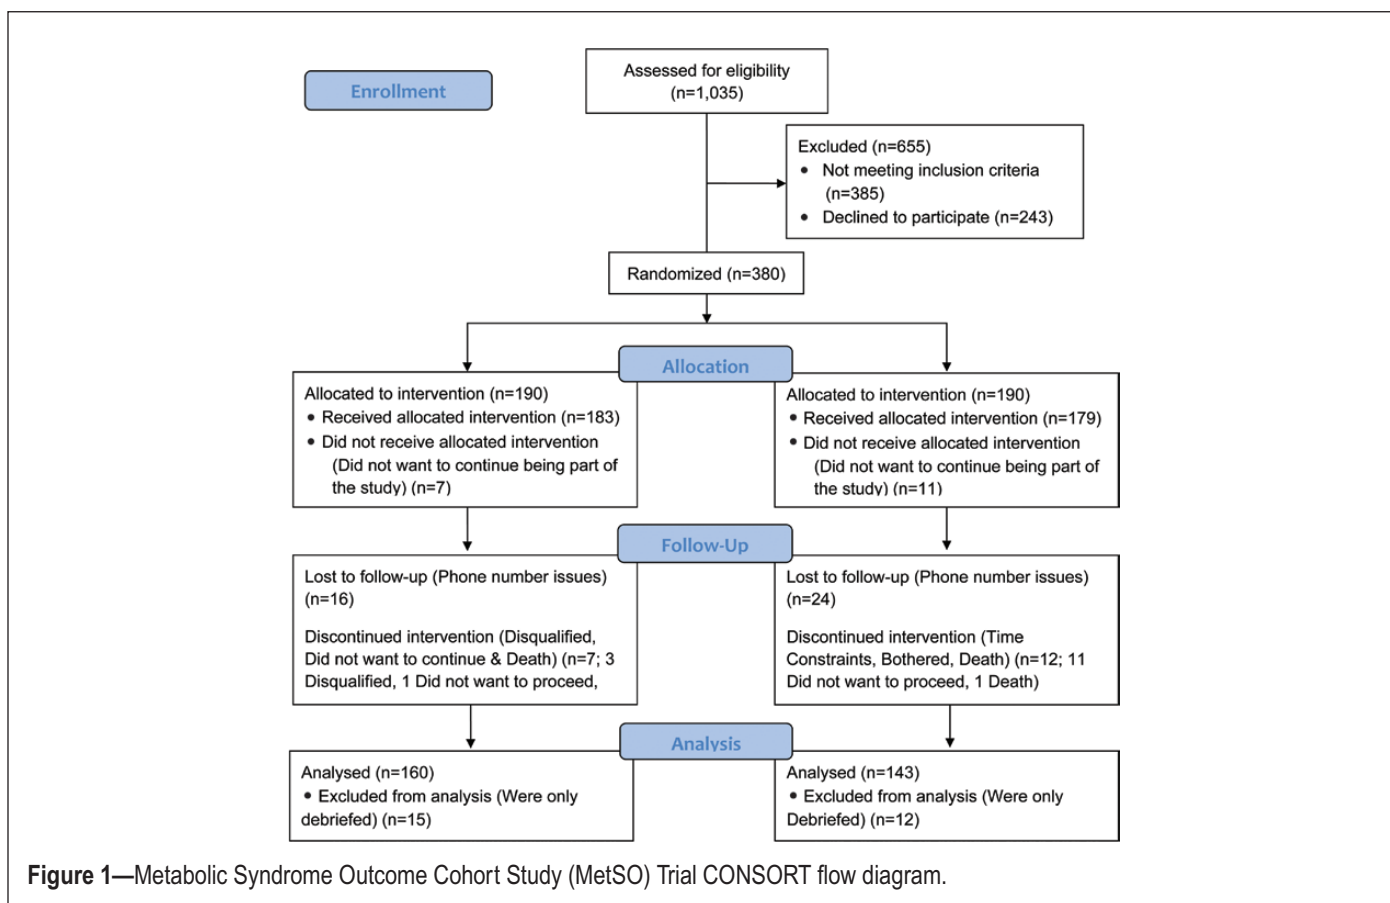 Enrollment
Assessed for eligibility
(n=1,035)
Excluded (n=655)
• Not meeting inclusion criteria
(n=385)
• Declined to participate (n=243)
Randomized (n=380)
Allocation
Allocated to intervention (n=190)
• Received allocated intervention (n=183)
• Did not receive allocated intervention
(Did not want to continue being part of
the study) (n=7)
Allocated to intervention (n=190)
• Received allocated intervention (n=179)
• Did not receive allocated intervention
(Did not want to continue being part of
the study) (n=11)
Follow-Up
Lost to follow-up (Phone number issues)
(n=16)
Discontinued intervention (Disqualified,
Did not want to continue & Death) (n=7; 3
Disqualified, 1 Did not want to proceed,
Lost to follow-up (Phone number issues)
(n=24)
Discontinued intervention (Time
Constraints, Bothered, Death) (n=12; 11
Did not want to proceed, 1 Death)
Analysis
Analysed (n=160)
• Excluded from analysis (Were only
debriefed) (n=15)
Analysed (n=143)
• Excluded from analysis (Were only
Debriefed) (n=12)
Figure 1—Metabolic Syndrome Outcome Cohort Study (MetSO) Trial CONSORT flow diagram.